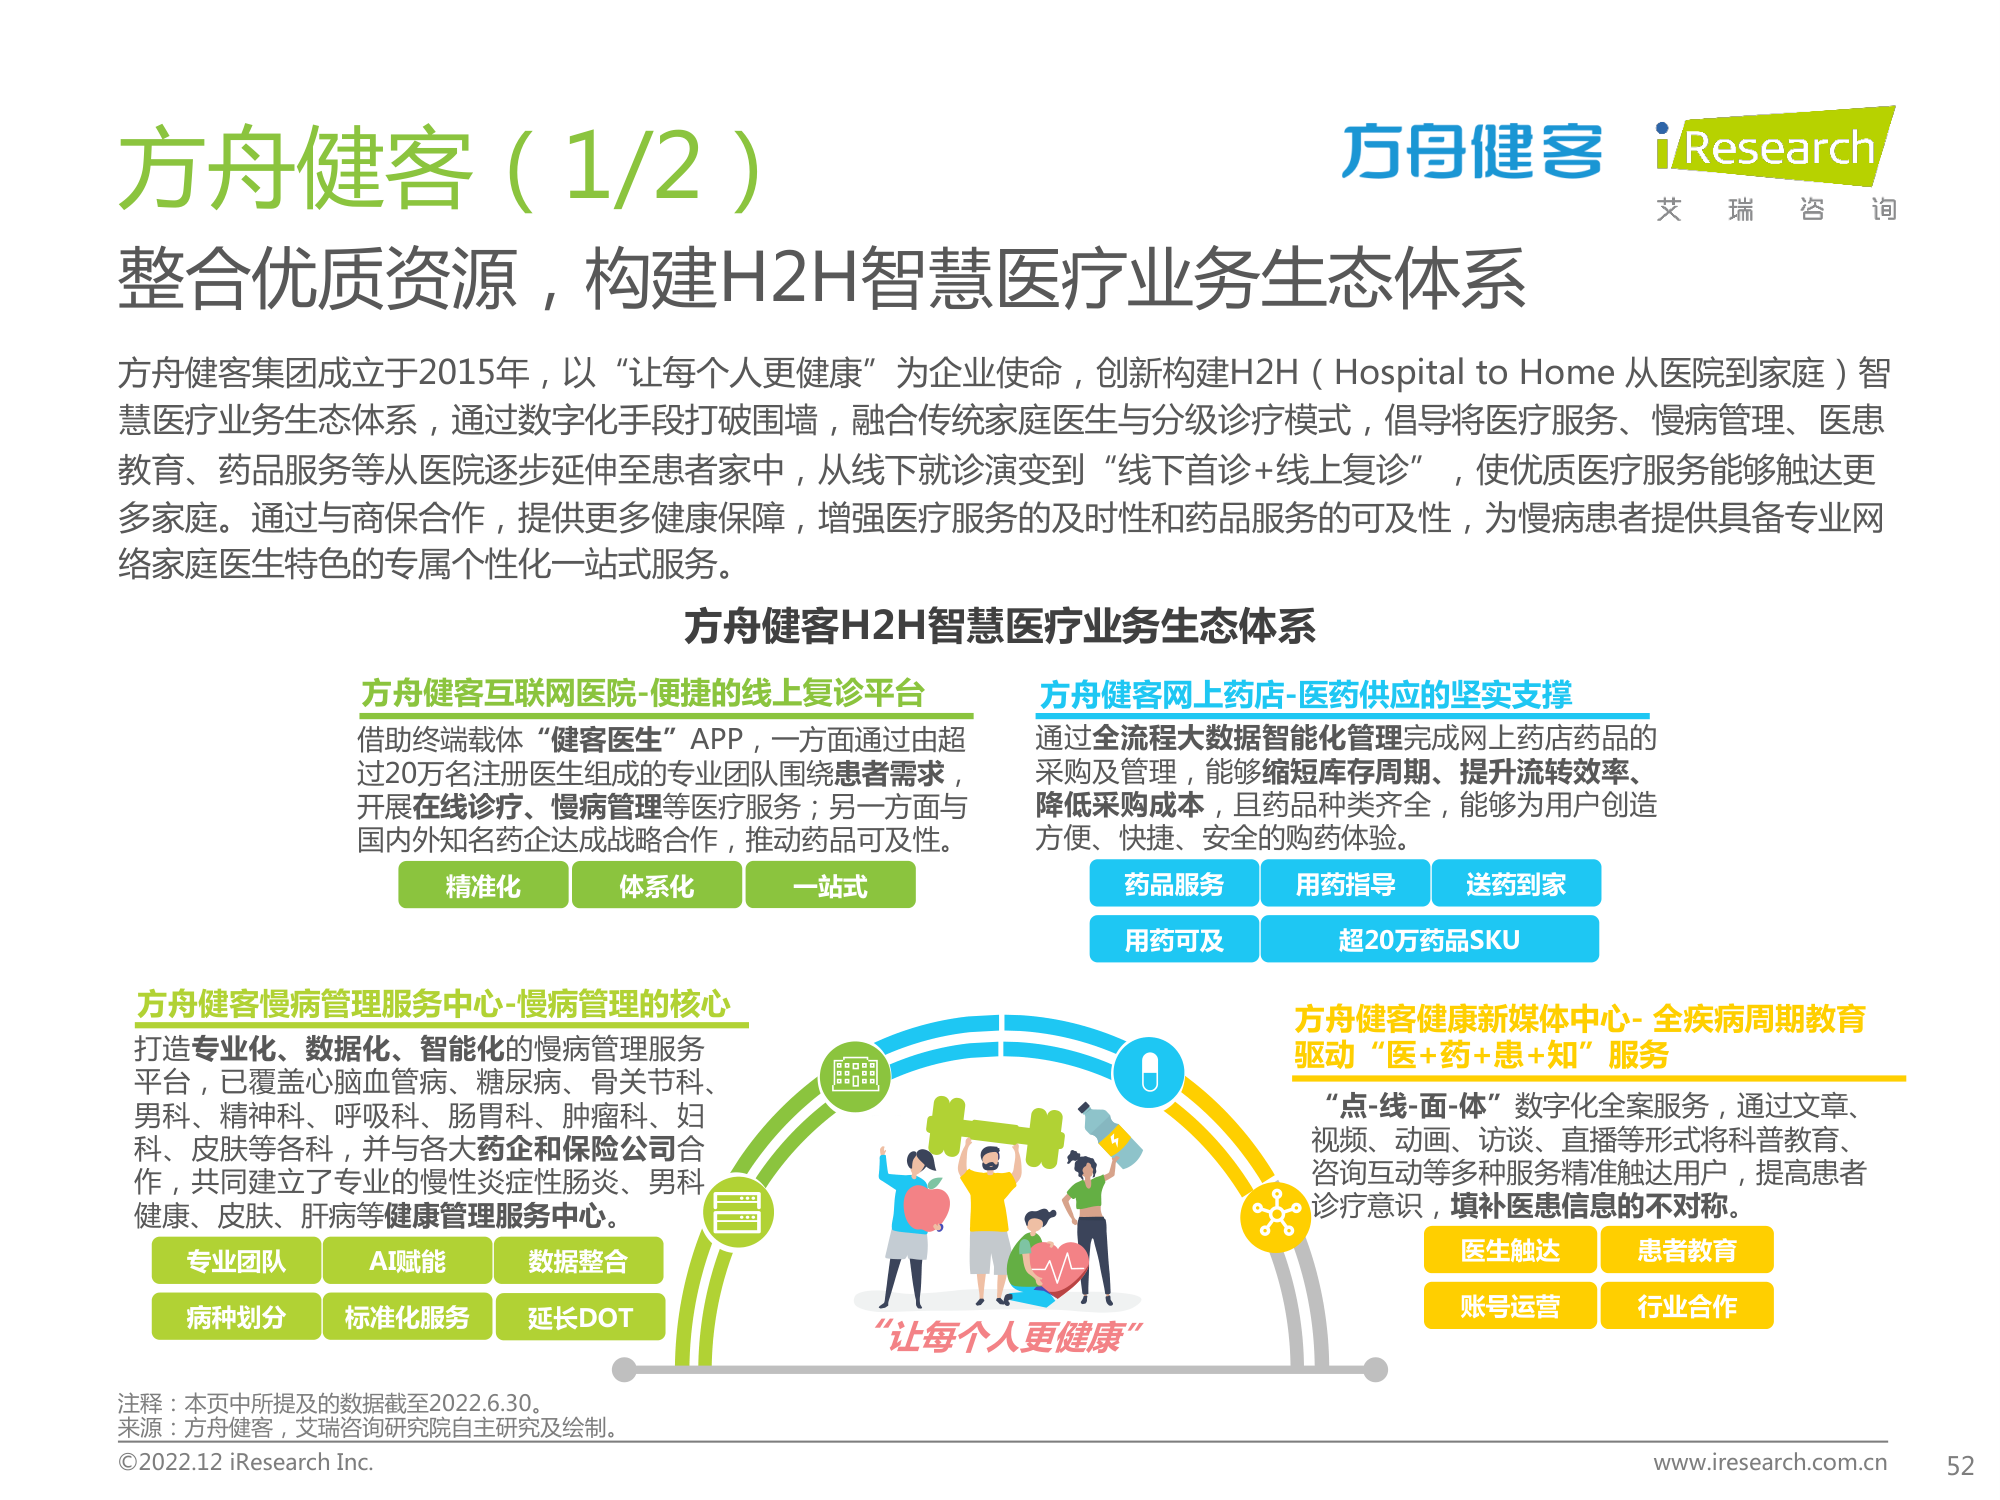 方舟健客（1/2）
方舟健客
iResearch
艾瑞咨询
整合优质资源，构建H2H智慧医疗业务生态体系
方舟健客集团成立于2015年，以“让每个人更健康”为企业使命，创新构建H2H（Hospital to Home 从医院到家庭）智
慧医疗业务生态体系，通过数字化手段打破围墙，融合传统家庭医生与分级诊疗模式，倡导将医疗服务、慢病管理、医患
教育、药品服务等从医院逐步延伸至患者家中，从线下就诊演变到“线下首诊+线上复诊”，使优质医疗服务能够触达更
多家庭。通过与商保合作，提供更多健康保障，增强医疗服务的及时性和药品服务的可及性，为慢病患者提供具备专业网
络家庭医生特色的专属个性化一站式服务。
方舟健客H2H智慧医疗业务生态体系
方舟健客互联网医院-便捷的线上复诊平台
借助终端载体“健客医生”APP，一方面通过由超
过20万名注册医生组成的专业团队围绕患者需求，
开展在线诊疗、慢病管理等医疗服务；另一方面与
国内外知名药企达成战略合作，推动药品可及性。
精准化 体系化 一站式
方舟健客网上药店-医药供应的坚实支撑
通过全流程大数据智能化管理完成网上药店药品的
采购及管理，能够缩短库存周期、提升流转效率、
降低采购成本，且药品种类齐全，能够为用户创造
方便、快捷、安全的购药体验。
药品服务 用药指导 送药到家
用药可及 超20万药品SKU
方舟健客慢病管理服务中心-慢病管理的核心
打造专业化、数据化、智能化的慢病管理服务
平台，已覆盖心脑血管病、糖尿病、骨关节科、
男科、精神科、呼吸科、肠胃科、肿瘤科、妇
科、皮肤等各科，并与各大药企和保险公司合
作，共同建立了专业的慢性炎症性肠炎、男科
健康、皮肤、肝病等健康管理服务中心。
专业团队 AI赋能 数据整合
病种划分 标准化服务 延长DOT
方舟健客健康新媒体中心- 全疾病周期教育
驱动“医+药+患+知”服务
“点-线-面-体”数字化全案服务，通过文章、
视频、动画、访谈、直播等形式将科普教育、
咨询互动等多种服务精准触达用户，提高患者
诊疗意识，填补医患信息的不对称。
医生触达 患者教育
账号运营 行业合作
“让每个人更健康”
注释：本页中所提及的数据截至2022.6.30。
来源：方舟健客，艾瑞咨询研究院自主研究及绘制。
©2022.12 iResearch Inc.
www.iresearch.com.cn
52